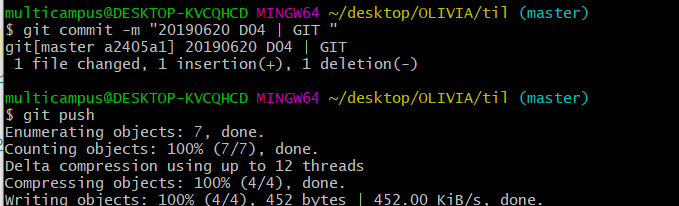 multicampus@DESKTOP-KVCQHCD MINGW64 ~/desktop/OLIVIA/til (master)
$ git commit -m "20190620 D04 | GIT "
git[master a2405a1] 20190620 D04 | GIT
 1 file changed, 1 insertion(+), 1 deletion(-)
multicampus@DESKTOP-KVCQHCD MINGW64 ~/desktop/OLIVIA/til (master)
$ git push
Enumerating objects: 7, done.
Counting objects: 100% (7/7), done.
Delta compression using up to 12 threads
Compressing objects: 100% (4/4), done.
Writing objects: 100% (4/4), 452 bytes | 452.00 KiB/s, done.